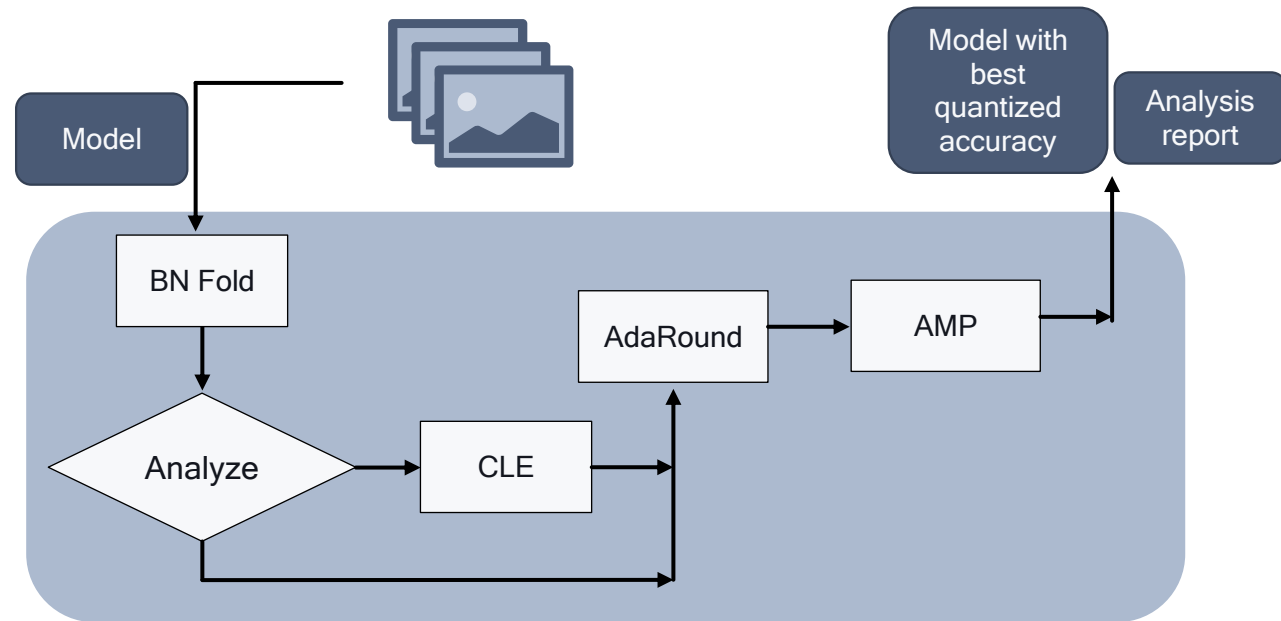 Model
Model with
best
quantized
accuracy
Analysis
report
BN Fold
AdaRound
AMP
Analyze
CLE